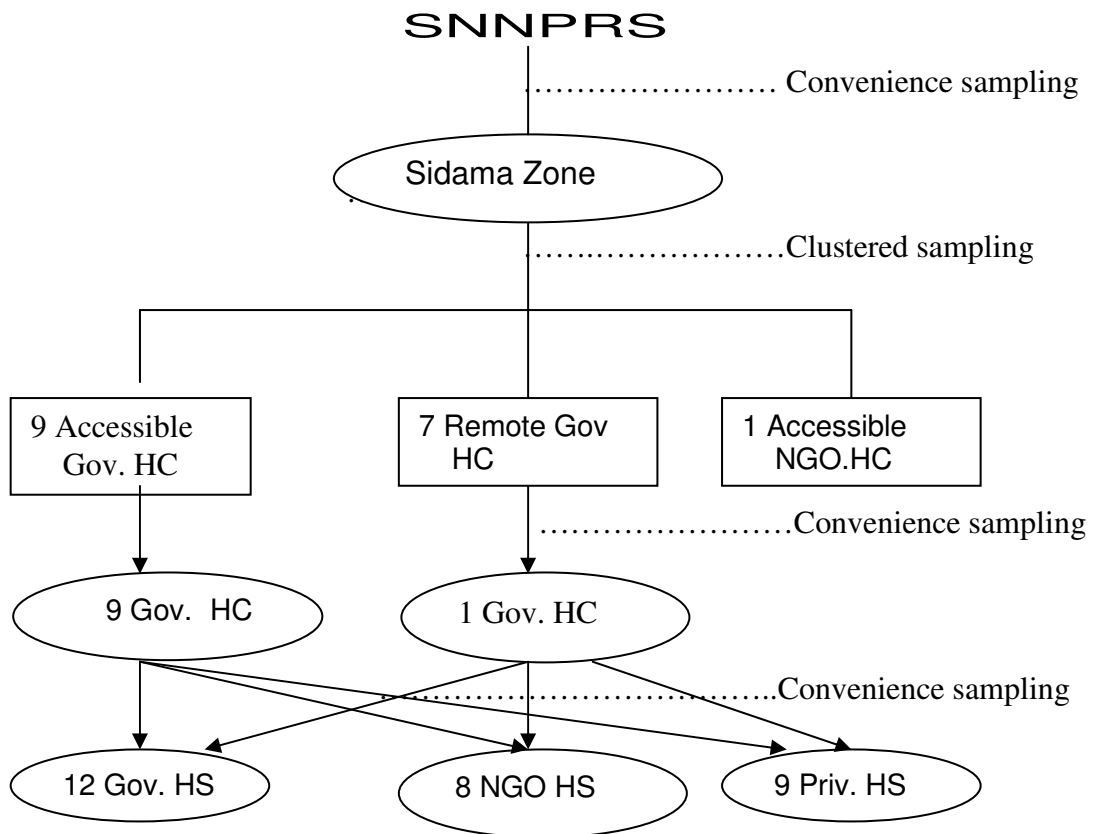 SNNPRS
…………………… Convenience sampling
Sidama Zone
.
…………………Clustered sampling
9 Accessible
Gov. HC
7 Remote Gov
HC
1 Accessible
NGO.HC
……………………Convenience sampling
9 Gov. HC
1 Gov. HC
…………………………………..Convenience sampling
12 Gov. HS
8 NGO HS
9 Priv. HS